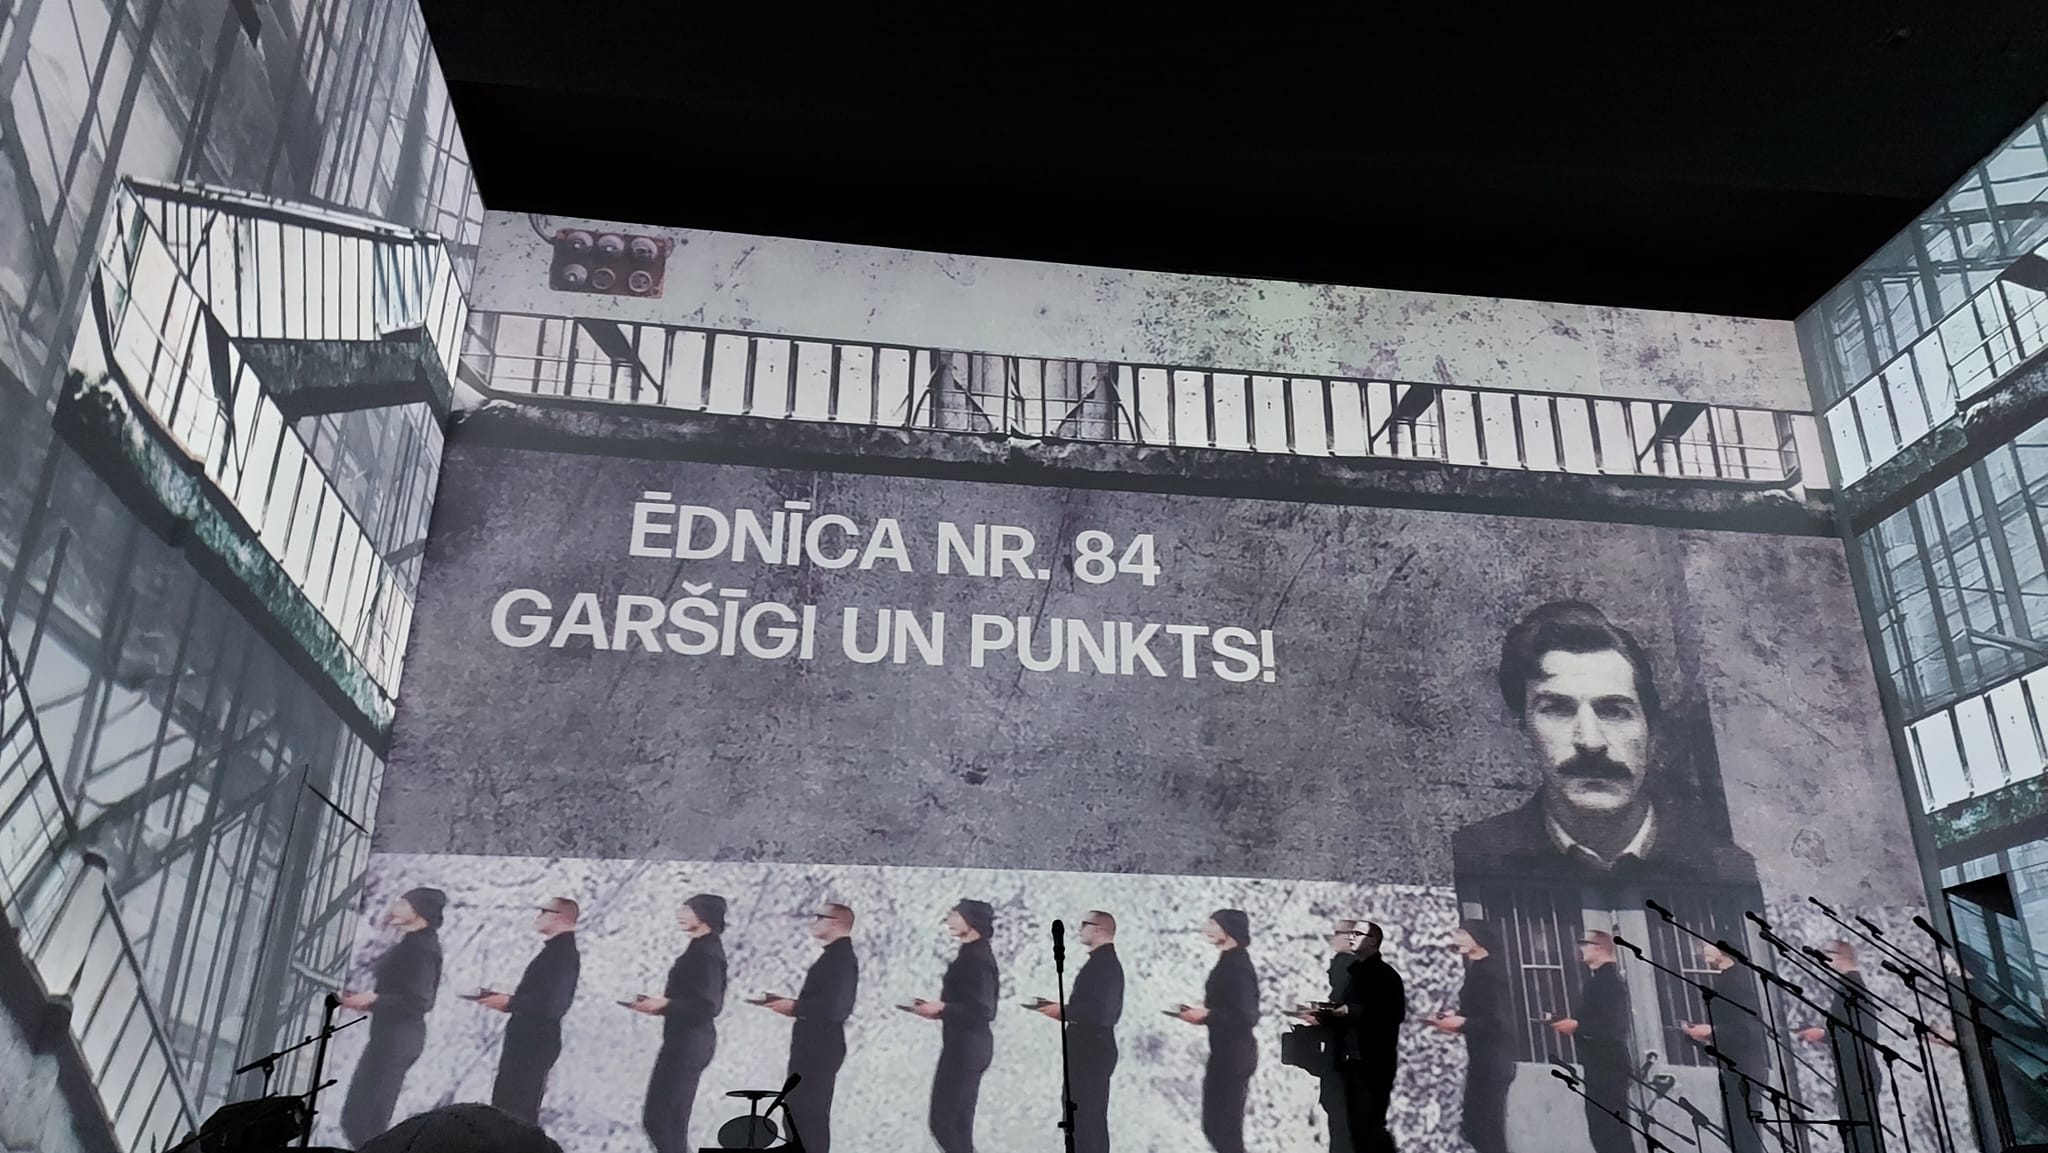 ĒDNĪCA NR. 84
GARŠĪGI UN PUNKTS!